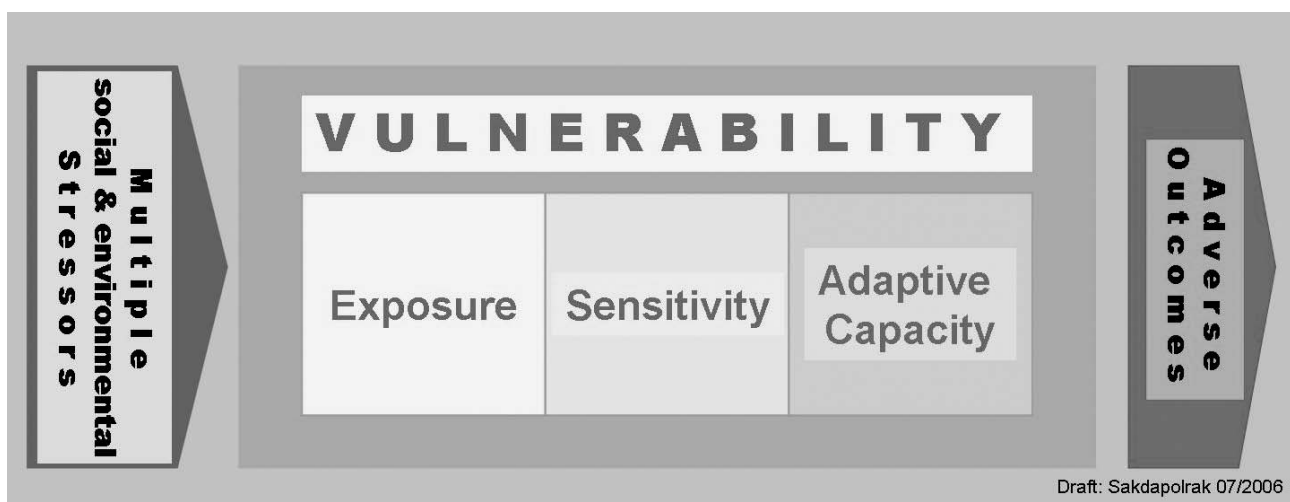 Multiple
social & environmental
Stressors
VULNERABILITY
Exposure
Sensitivity
Adaptive
Capacity
Adverse
Outcomes
Draft: Sakdapolrak 07/2006